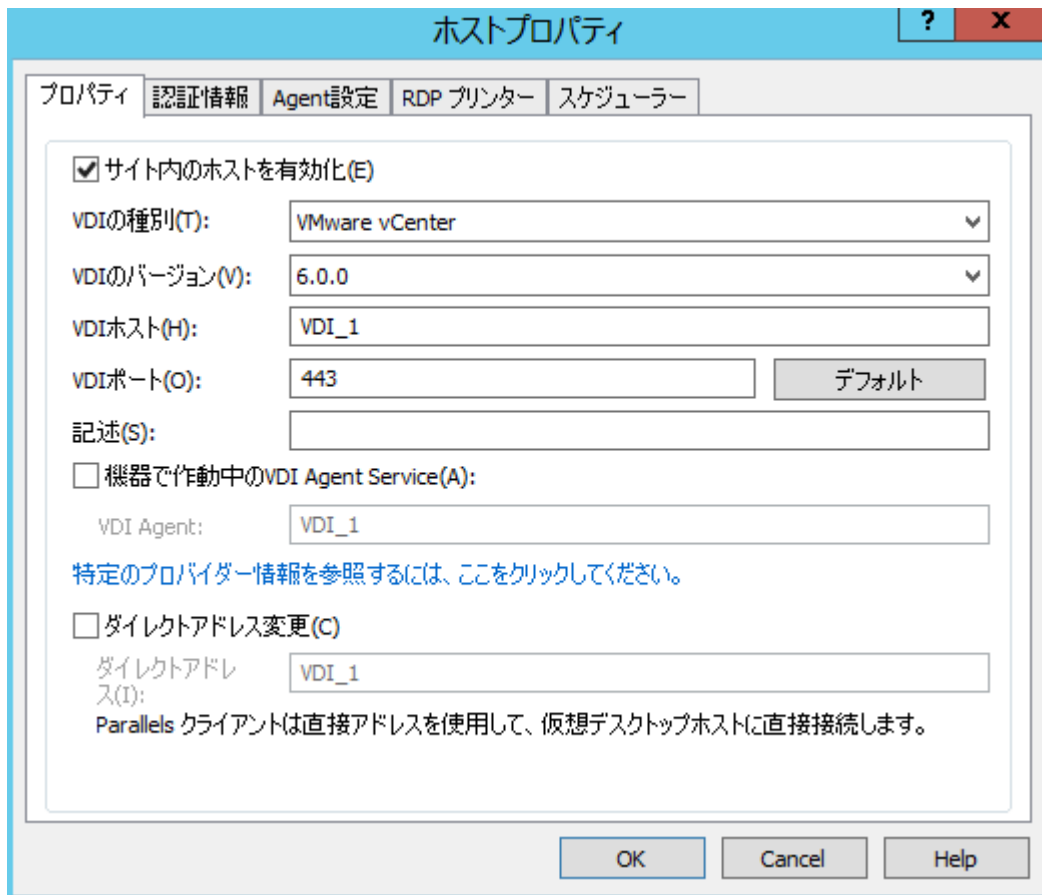 ホストプロパティ
?
x
プロパティ
認証情報
Agent設定
RDP プリンター
スケジューラー
サイト内のホストを有効化(E)
VDIの種別(T):
VMware vCenter
VDIのバージョン(V):
6.0.0
VDIホスト(H):
VDI_1
VDIポート(O):
443
デフォルト
記述(S):
機器で作動中のVDI Agent Service(A):
VDI Agent:
VDI_1
特定のプロバイダー情報を参照するには、ここをクリックしてください。
ダイレクトアドレス変更(C)
ダイレクトアドレ
ス(I):
VDI_1
Parallels クライアントは直接アドレスを使用して、仮想デスクトップホストに直接接続します。
OK
Cancel
Help